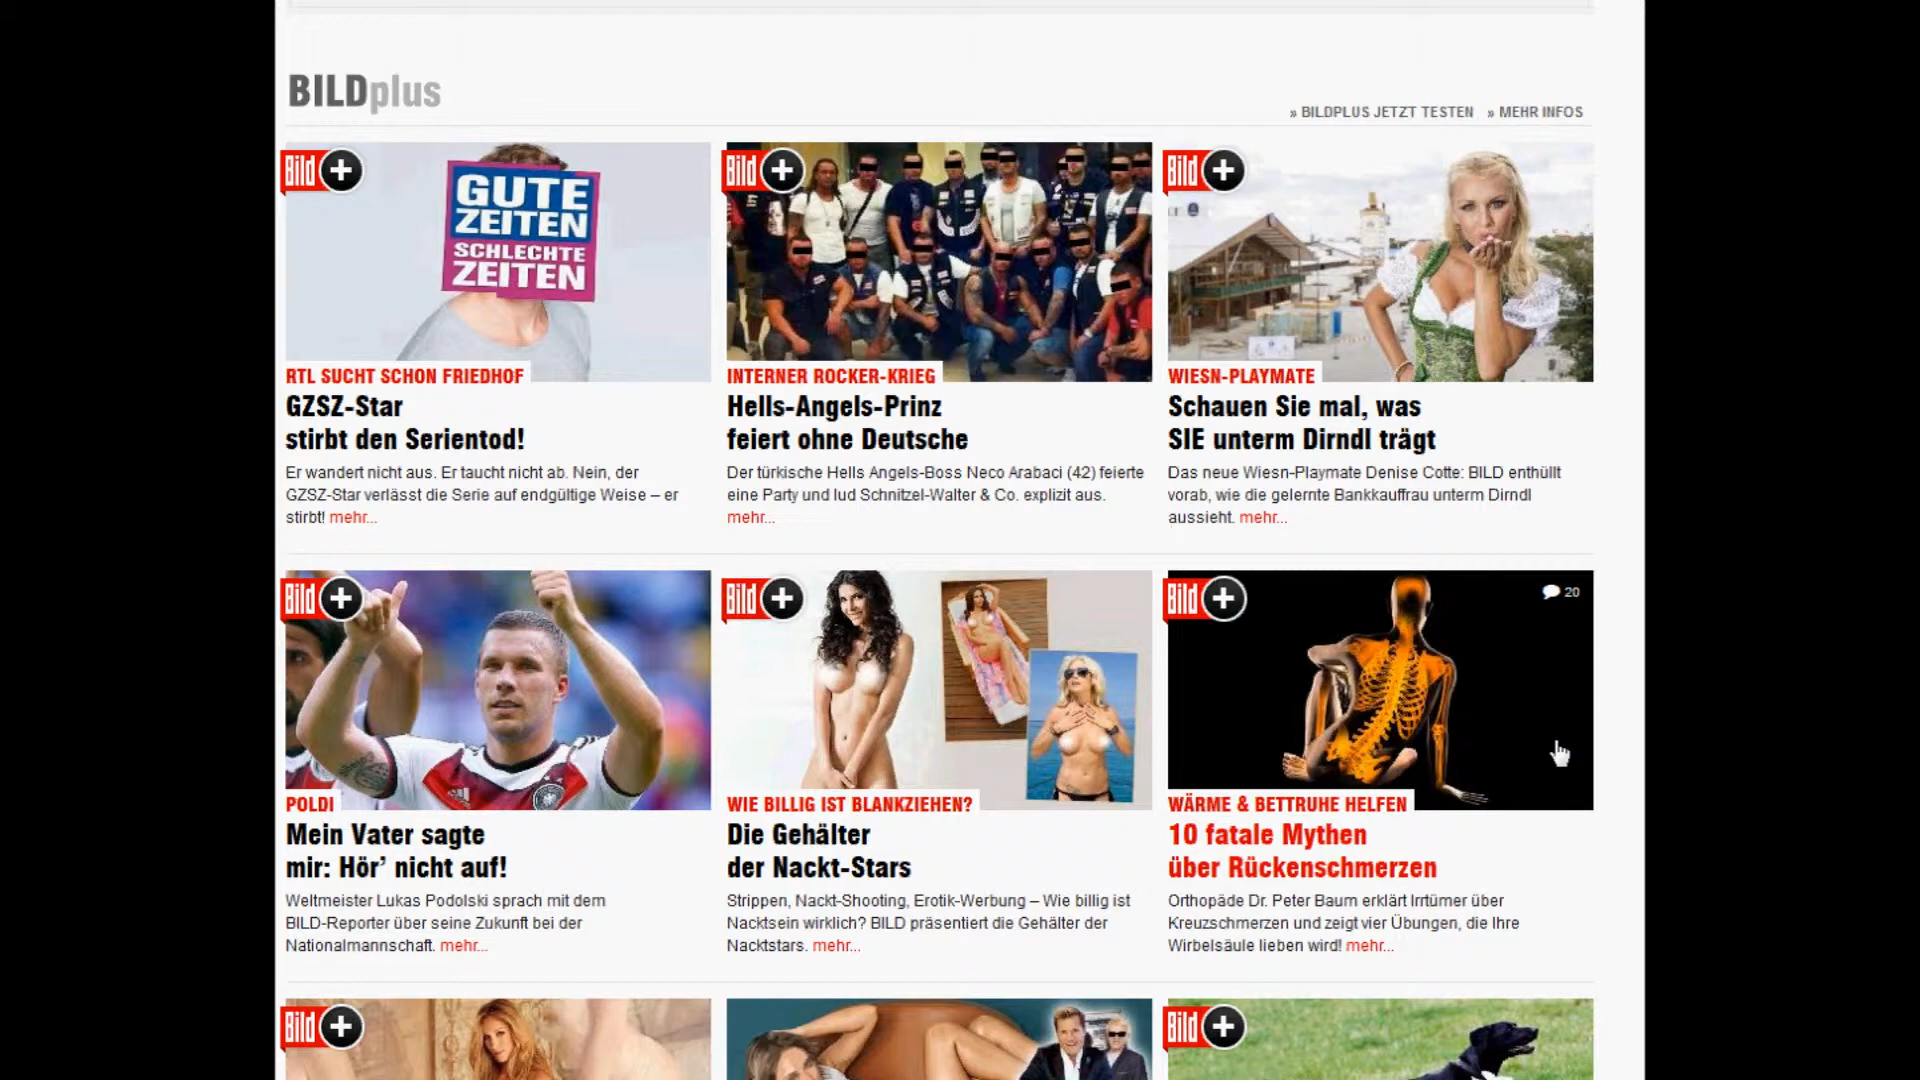 BILDplus
» BILDPLUS JETZT TESTEN » MEHR INFOS
Bild +
GUTE
ZEITEN
SCHLECHTE
ZEITEN
RTL SUCHT SCHON FRIEDHOF
GZSZ-Star
stirbt den Serientod!
Er wandert nicht aus. Er taucht nicht ab. Nein, der
GZSZ-Star verlässt die Serie auf endgültige Weise – er
stirbt! mehr...
Bild +
INTERNER ROCKER-KRIEG
Hells-Angels-Prinz
feiert ohne Deutsche
Der türkische Hells Angels-Boss Neco Arabaci (42) feierte
eine Party und lud Schnitzel-Walter & Co. explizit aus.
mehr...
Bild +
WIESN-PLAYMATE
Schauen Sie mal, was
SIE unterm Dirndl trägt
Das neue Wiesn-Playmate Denise Cotte: BILD enthüllt
vorab, wie die gelernte Bankkauffrau unterm Dirndl
aussieht. mehr...
Bild +
POLDI
Mein Vater sagte
mir: Hör’ nicht auf!
Weltmeister Lukas Podolski sprach mit dem
BILD-Reporter über seine Zukunft bei der
Nationalmannschaft. mehr...
Bild +
WIE BILLIG IST BLANKZIEHEN?
Die Gehälter
der Nackt-Stars
Strippen, Nackt-Shooting, Erotik-Werbung – Wie billig ist
Nacktsein wirklich? BILD präsentiert die Gehälter der
Nacktstars. mehr...
Bild +
20
WÄRME & BETTRUHE HELFEN
10 fatale Mythen
über Rückenschmerzen
Orthopäde Dr. Peter Baum erklärt Irrtümer über
Kreuzschmerzen und zeigt vier Übungen, die Ihre
Wirbelsäule lieben wird! mehr...
Bild +
Bild +
Bild +